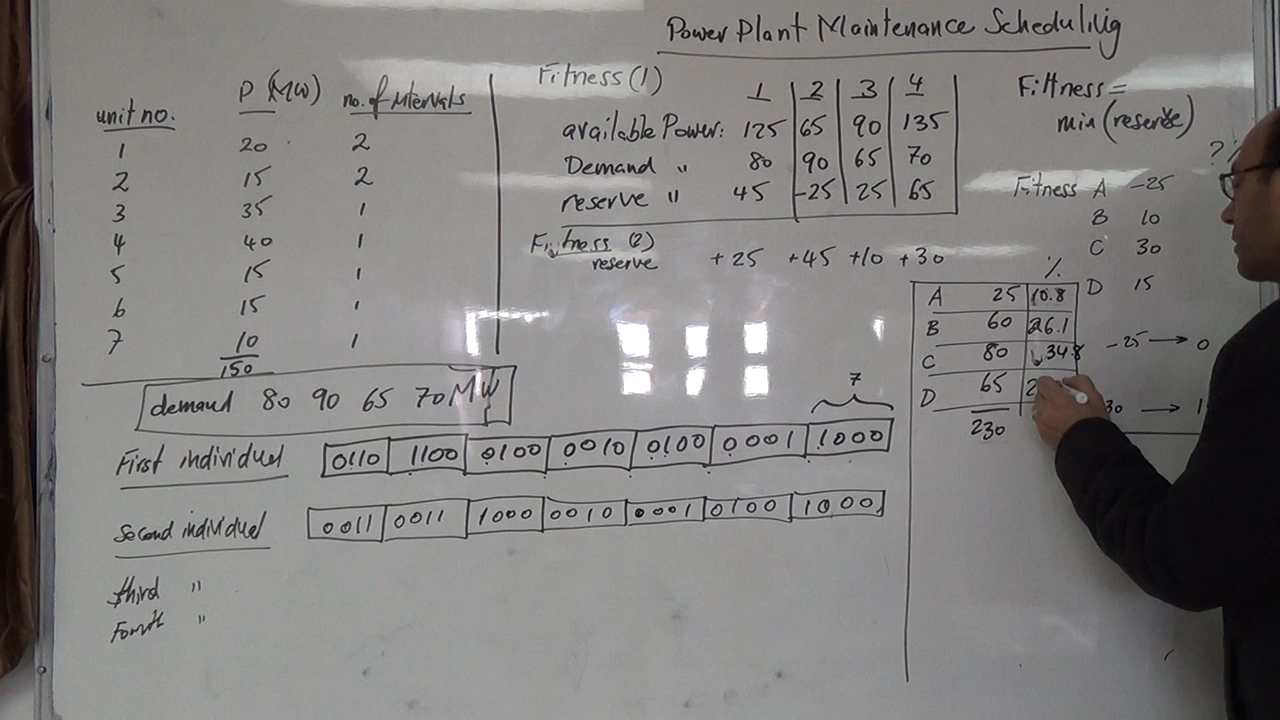 Power Plant Maintenance Scheduling
unit no. P (MW) no. of intervals
1 20 2
2 15 2
3 35 1
4 40 1
5 15 1
6 15 1
7 10 1
150
demand 80 90 65 70 MW
Fitness (1)
1 2 3 4
available Power: 125 65 90 135
Demand " 80 90 65 70
reserve " 45 -25 25 65
Fitness (2)
reserve +25 +45 +10 +30
Fittness =
min (reserve)
? %
Fitness A -25
B 10
C 30
D 15
%
A 25 10.8
B 60 26.1
C 80 34.8
D 65 2
230
-25 → 0
30 → 1
7
First individuel 0110 1100 0100 0010 0100 0001 1000
Second individuel 0011 0011 1000 0010 0001 0100 1000
third "
Fourth "